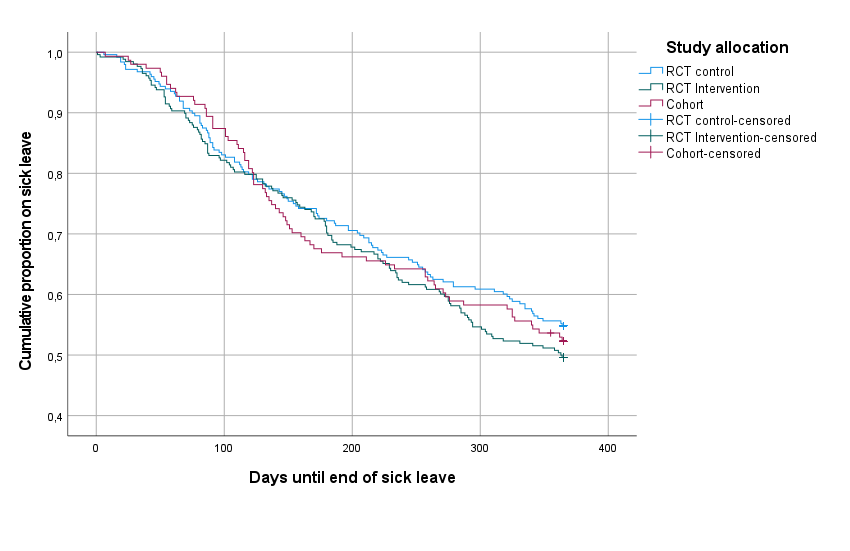 Study allocation
RCT control
RCT Intervention
Cohort
RCT control-censored
RCT Intervention-censored
Cohort-censored
Cumulative proportion on sick leave
1,0
0,9
0,8
0,7
0,6
0,5
0,4
0
100
200
300
400
Days until end of sick leave